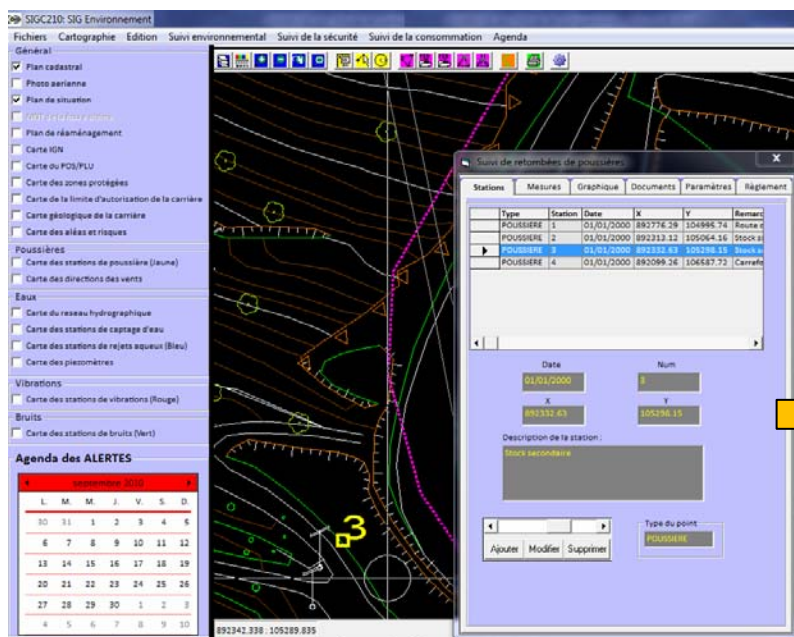 SIGC210: SIG Environnement
Fichiers Cartographie Edition Suivi environnemental Suivi de la sécurité Suivi de la consommation Agenda
Général
Plan cadastral
Photo aerienne
Plan de situation
Plan de réaménagement
Carte IGN
Carte du POS/PLU
Carte des zones protégées
Carte de la limite d'autorization de la carrière
Carte géologique de la carrière
Carte des aléas et risques
Poussières
Carte des stations de poussière (Jaune)
Carte des directions des vents
Eaux
Carte du reseau hydrographique
Carte des stations de captage d'eau
Carte des stations de rejets aqueux (Bleu)
Carte des piezomètres
Vibrations
Carte des stations de vibrations (Rouge)
Bruits
Carte des stations de bruits (Vert)
Agenda des ALERTES
septembre 2010
L. M. M. J. V. S. D.
30 31 1 2 3 4 5
6 7 8 9 10 11 12
13 14 15 16 17 18 19
20 21 22 23 24 25 26
27 28 29 30 1 2 3
4 5 6 7 8 9 10
3
892342.338 : 105289.835
Suivi de retombées de poussières
X
Stations Mesures Graphique Documents Paramètres Règlement
Type Station Date X Y Remarc
POUSSIERE 1 01/01/2000 892776.29 104995.74 Route d
POUSSIERE 2 01/01/2000 892313.12 105064.16 Stock
POUSSIERE 3 01/01/2000 892332.63 105298.15 Stock
POUSSIERE 4 01/01/2000 892099.26 106587.72 Carrefo
Date Num
01/01/2000 3
X Y
892332.63 105298.15
Description de la station :
Stock secondaire
Type du point
POUSSIERE
Ajouter Modifier Supprimer